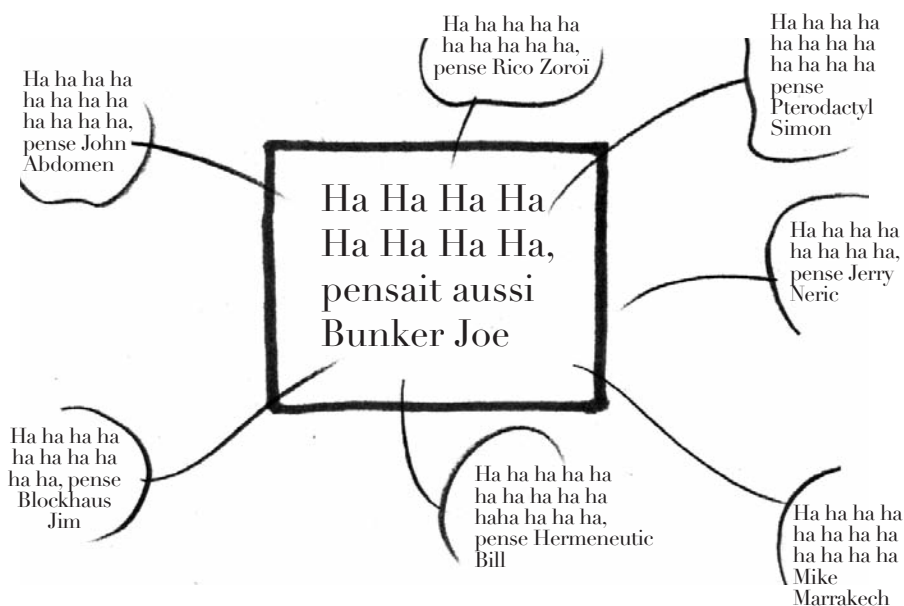 Ha ha ha ha ha
ha ha ha ha ha,
pense Rico Zoroï
Ha ha ha ha
ha ha ha ha
ha ha ha ha
pense
Pterodactyl
Simon
Ha ha ha ha
ha ha ha ha
ha ha ha ha,
pense John
Abdomen
Ha Ha Ha Ha
Ha Ha Ha Ha,
pensait aussi
Bunker Joe
Ha ha ha ha
ha ha ha ha,
pense Jerry
Neric
Ha ha ha ha
ha ha ha ha
ha ha, pense
Blockhaus
Jim
Ha ha ha ha ha
ha ha ha ha ha
haha ha ha ha,
pense Hermeneutic
Bill
Ha ha ha ha
ha ha ha ha
ha ha ha ha
Mike
Marrakech